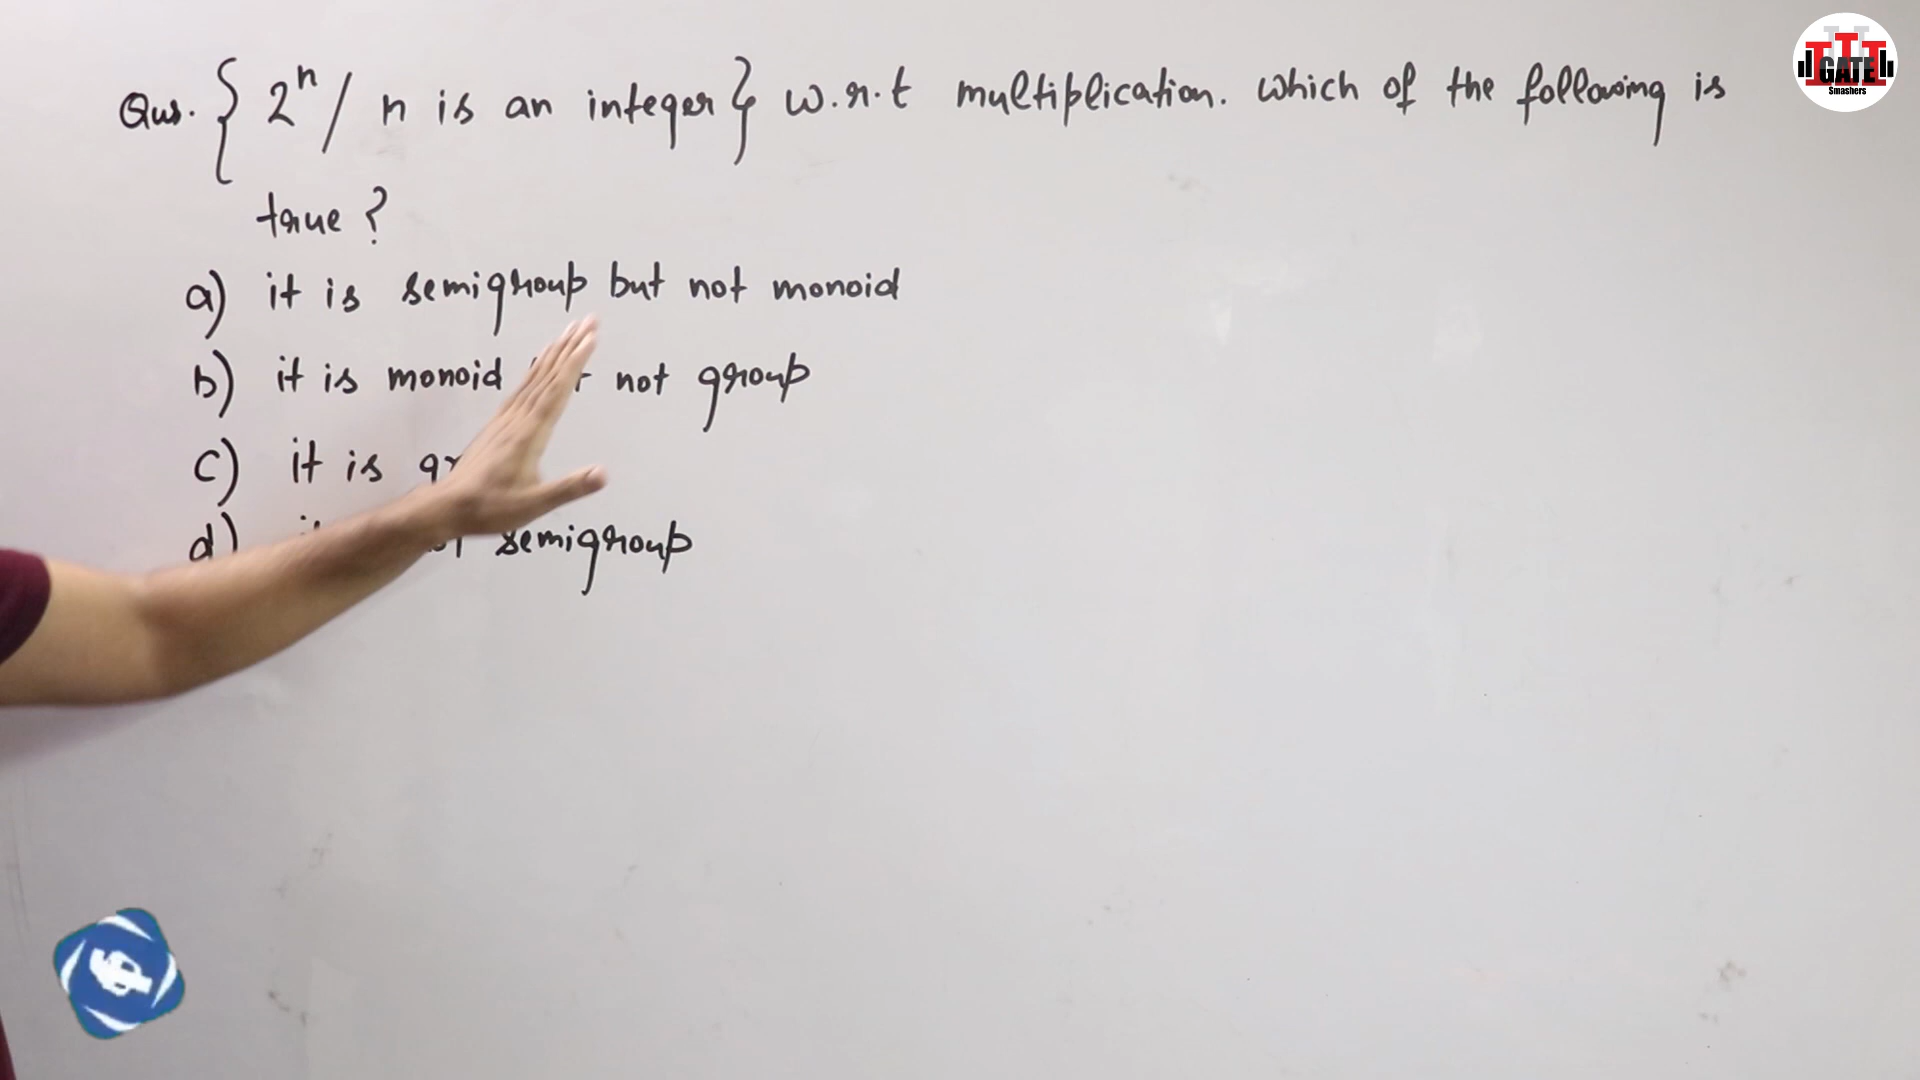 Qus. { 2ⁿ / n is an integer } w.r.t multiplication. which of the following is
true ?
a) it is semigroup but not monoid
b) it is monoid not group
c) it is
d) semigroup
GATE
Smashers